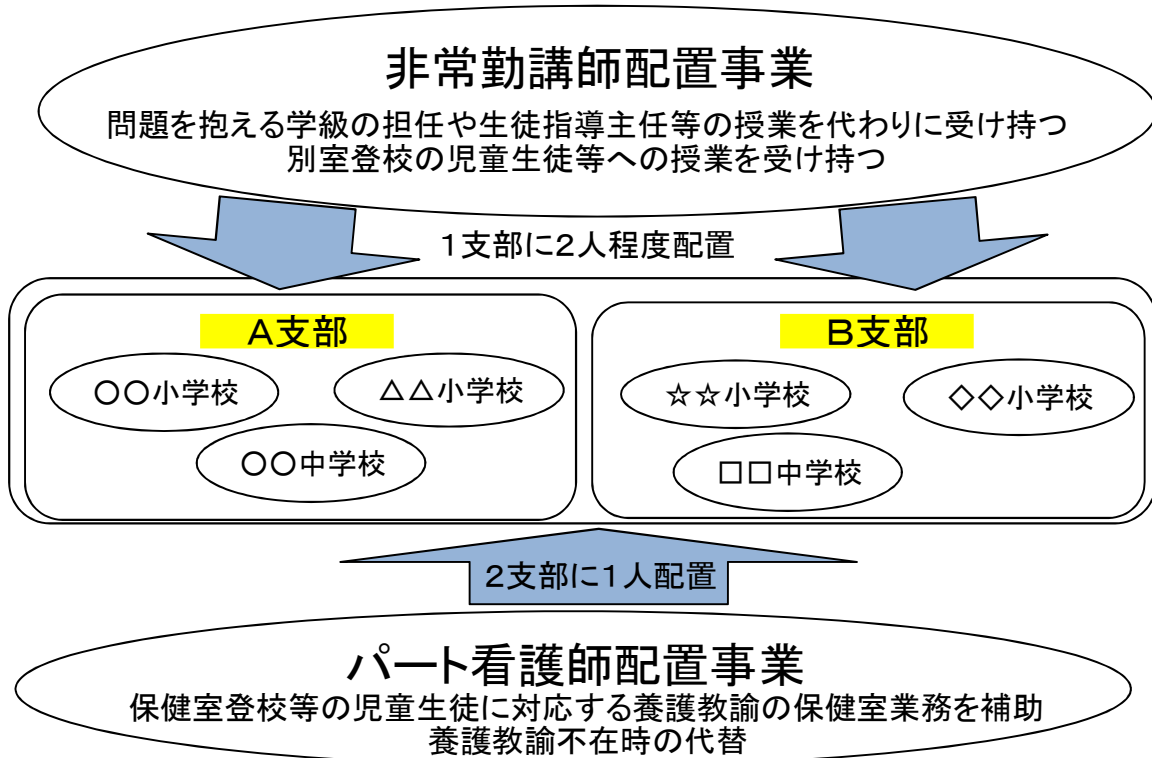 非常勤講師配置事業
問題を抱える学級の担任や生徒指導主任等の授業を代わりに受け持つ
別室登校の児童生徒等への授業を受け持つ
１支部に２人程度配置
Ａ支部
Ｂ支部
○○小学校
△△小学校
○○中学校
☆☆小学校
◇◇小学校
□□中学校
２支部に１人配置
パート看護師配置事業
保健室登校等の児童生徒に対応する養護教諭の保健室業務を補助
養護教諭不在時の代替